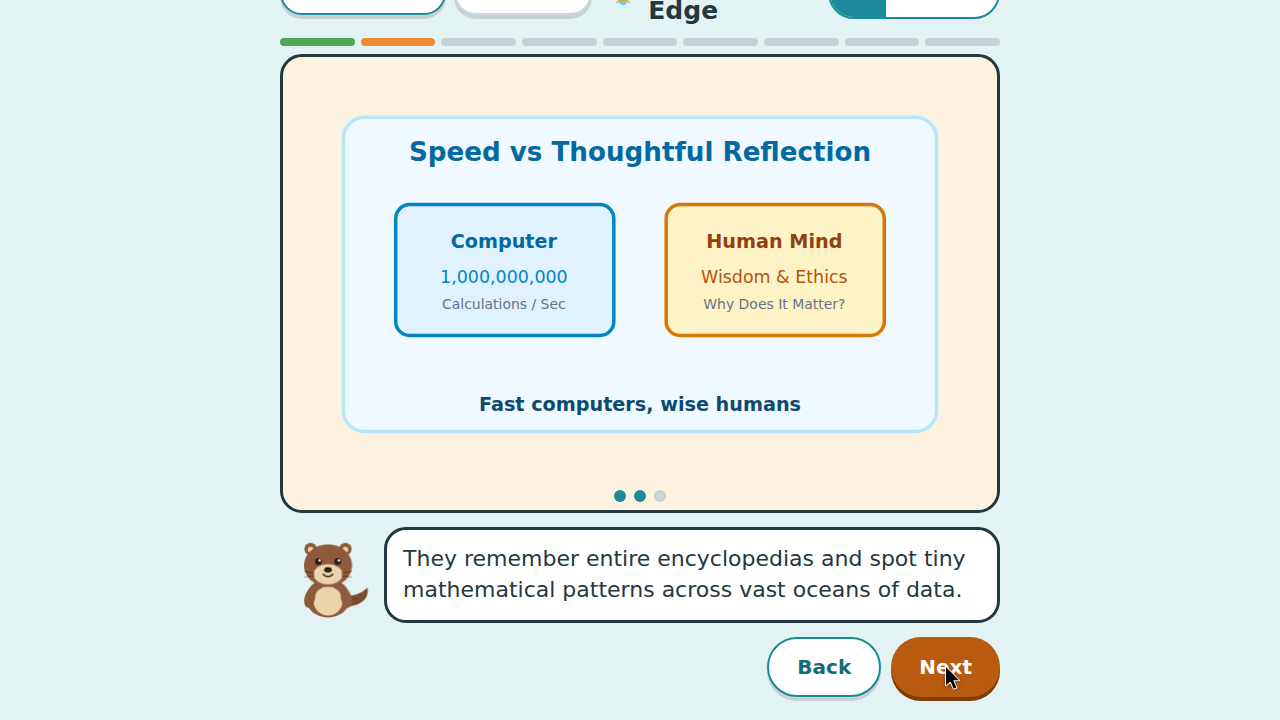 Edge
Speed vs Thoughtful Reflection
Computer
1,000,000,000
Calculations / Sec
Human Mind
Wisdom & Ethics
Why Does It Matter?
Fast computers, wise humans
They remember entire encyclopedias and spot tiny
mathematical patterns across vast oceans of data.
Back
Next